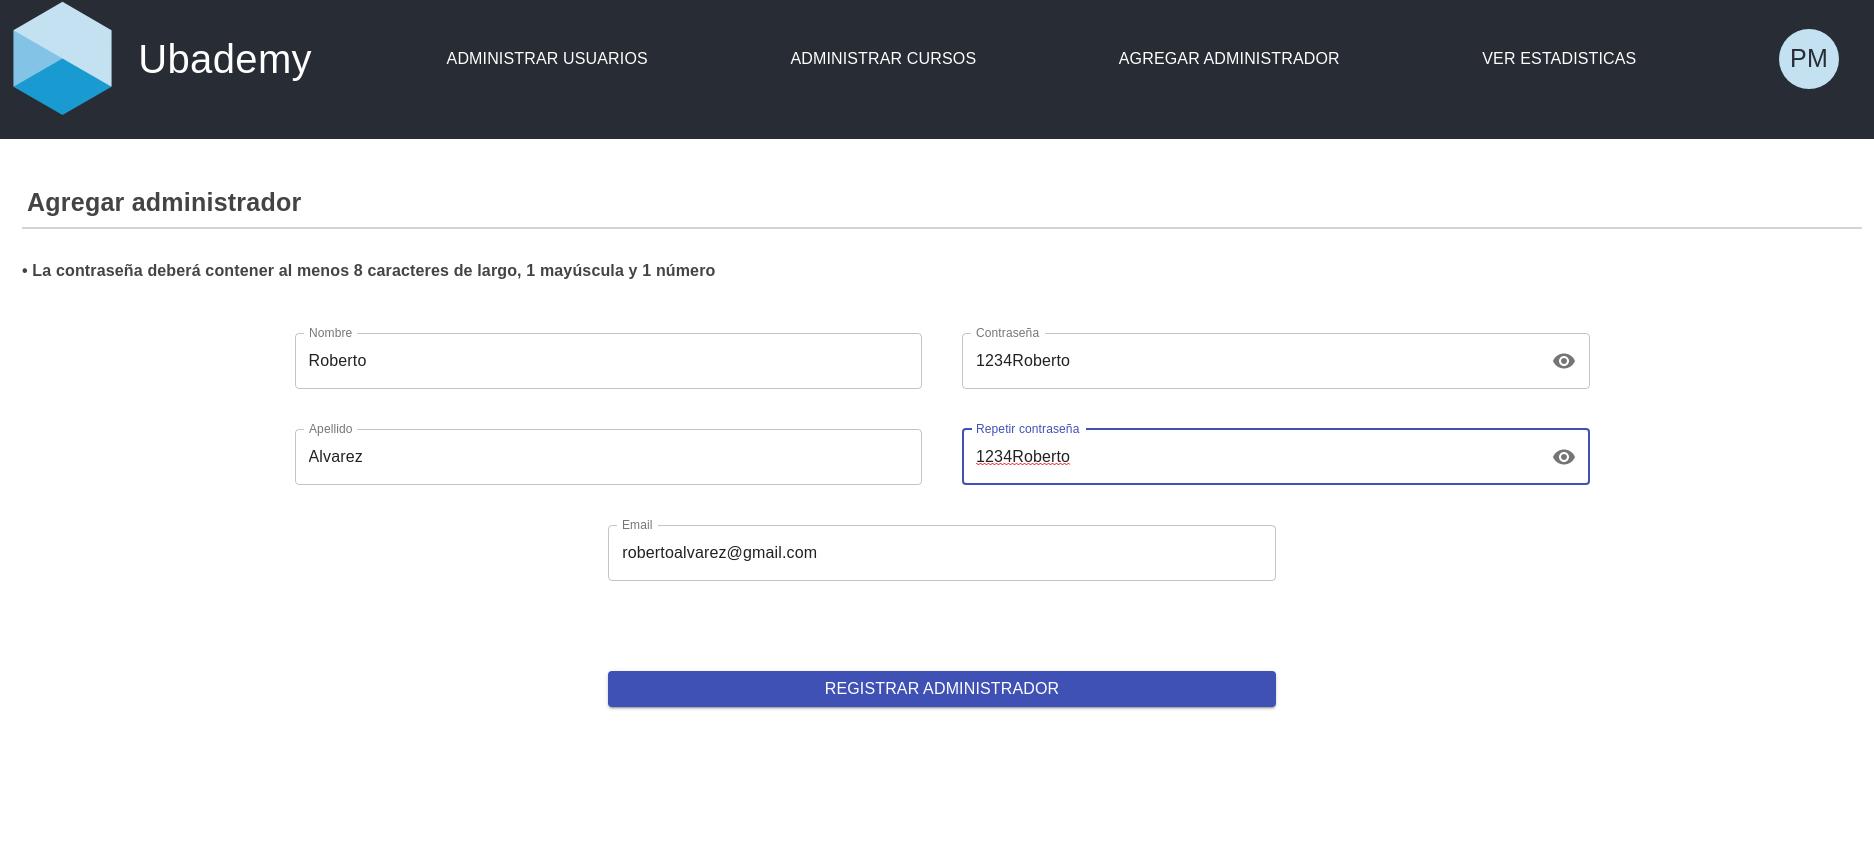 Ubademy
ADMINISTRAR USUARIOS
ADMINISTRAR CURSOS
AGREGAR ADMINISTRADOR
VER ESTADISTICAS
PM
Agregar administrador
• La contraseña deberá contener al menos 8 caracteres de largo, 1 mayúscula y 1 número
Nombre
Roberto
Contraseña
1234Roberto
Apellido
Alvarez
Repetir contraseña
1234Roberto
Email
robertoalvarez@gmail.com
REGISTRAR ADMINISTRADOR